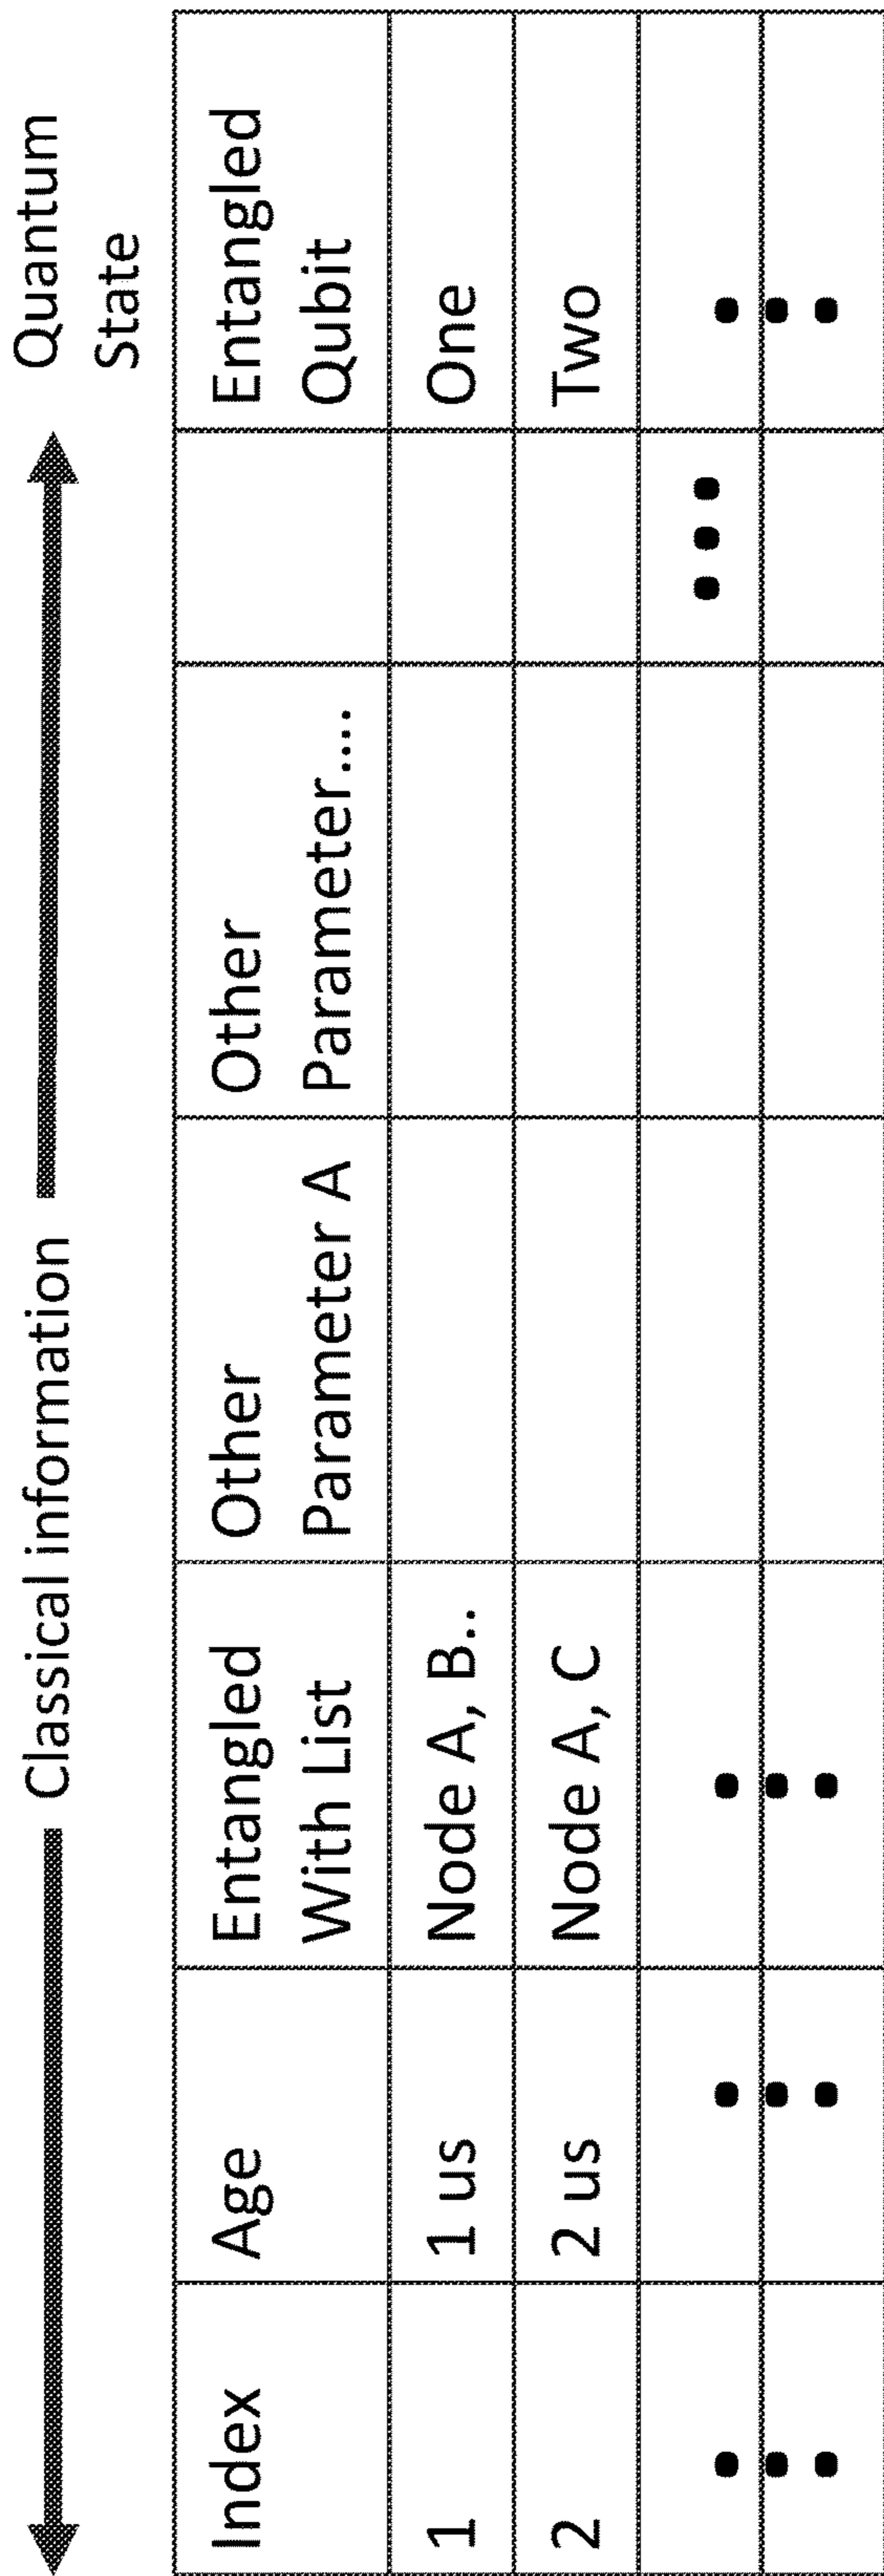 Classical information
Quantum
State
Index
Age
Entangled
With List
Other
Parameter A
Other
Parameter....
Entangled
Qubit
1
1 us
Node A, B..
One
2
2 us
Node A, C
Two